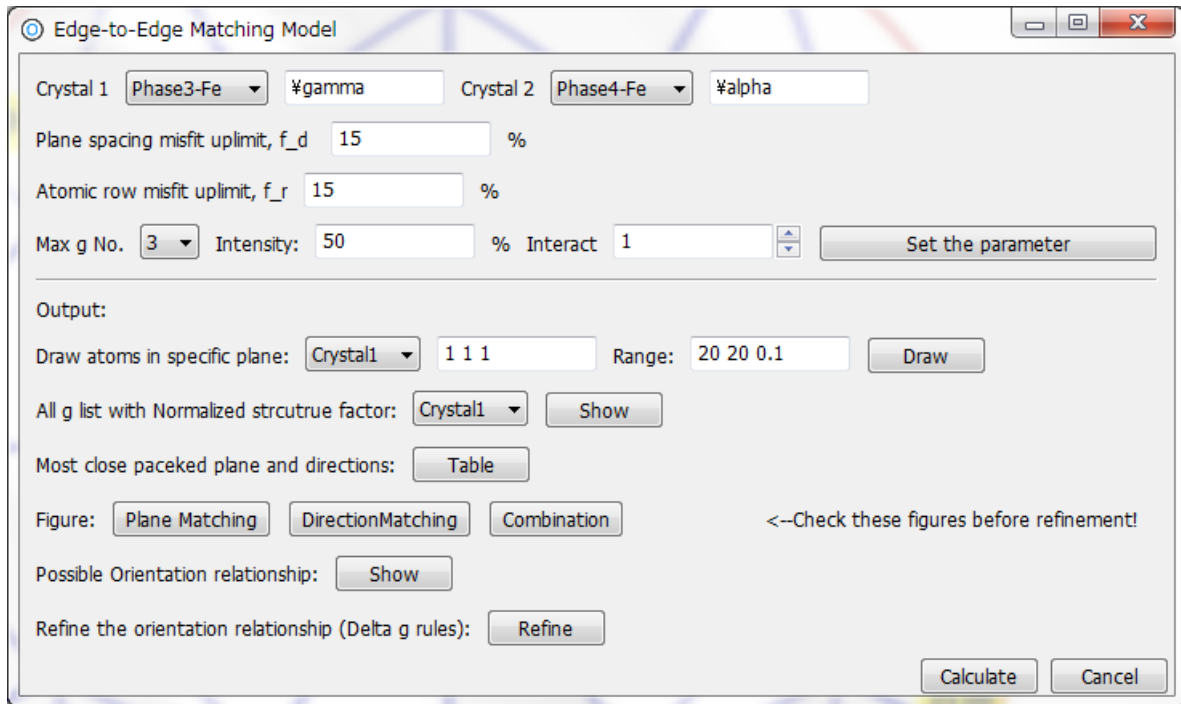 Edge-to-Edge Matching Model
Crystal 1 Phase3-Fe ¥gamma Crystal 2 Phase4-Fe ¥alpha
Plane spacing misfit uplimit, f_d 15 %
Atomic row misfit uplimit, f_r 15 %
Max g No. 3 Intensity: 50 % Interact 1 Set the parameter
Output:
Draw atoms in specific plane: Crystal1 1 1 1 Range: 20 20 0.1 Draw
All g list with Normalized strcutrue factor: Crystal1 Show
Most close paceked plane and directions: Table
Figure: Plane Matching DirectionMatching Combination <--Check these figures before refinement!
Possible Orientation relationship: Show
Refine the orientation relationship (Delta g rules): Refine
Calculate Cancel